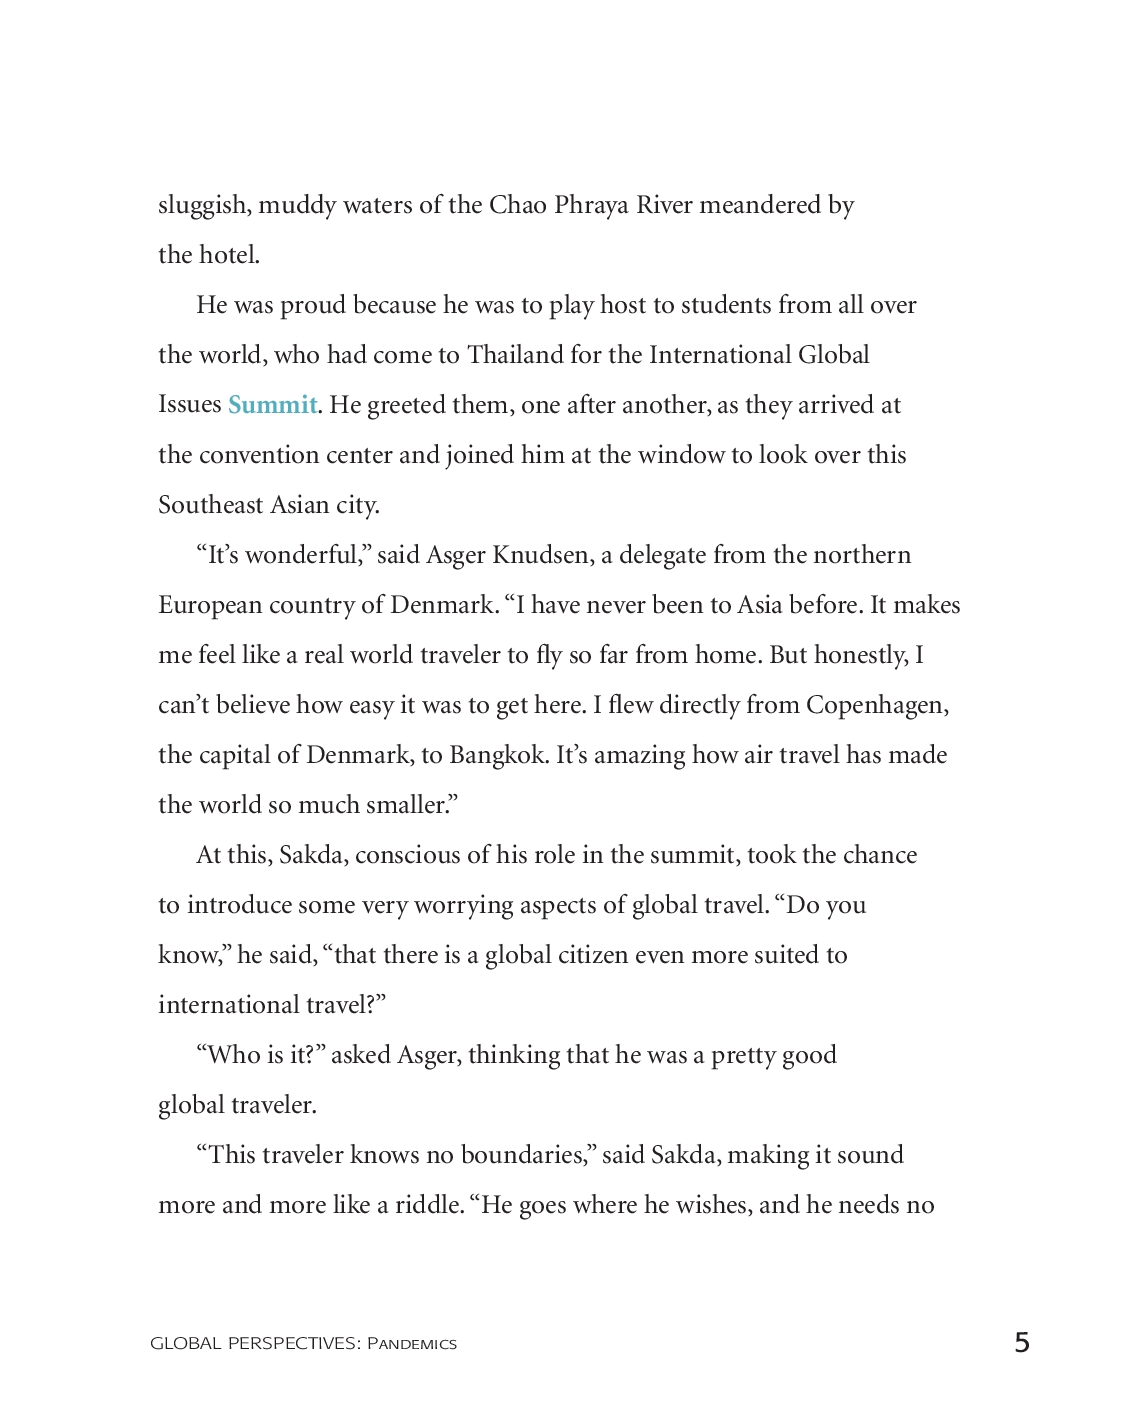 sluggish, muddy waters of the Chao Phraya River meandered by
the hotel.
He was proud because he was to play host to students from all over
the world, who had come to Thailand for the International Global
Issues Summit. He greeted them, one after another, as they arrived at
the convention center and joined him at the window to look over this
Southeast Asian city.
“It’s wonderful,” said Asger Knudsen, a delegate from the northern
European country of Denmark. “I have never been to Asia before. It makes
me feel like a real world traveler to fly so far from home. But honestly, I
can’t believe how easy it was to get here. I flew directly from Copenhagen,
the capital of Denmark, to Bangkok. It’s amazing how air travel has made
the world so much smaller.”
At this, Sakda, conscious of his role in the summit, took the chance
to introduce some very worrying aspects of global travel. “Do you
know,” he said, “that there is a global citizen even more suited to
international travel?”
“Who is it?” asked Asger, thinking that he was a pretty good
global traveler.
“This traveler knows no boundaries,” said Sakda, making it sound
more and more like a riddle. “He goes where he wishes, and he needs no
GLOBAL PERSPECTIVES: Pandemics
5